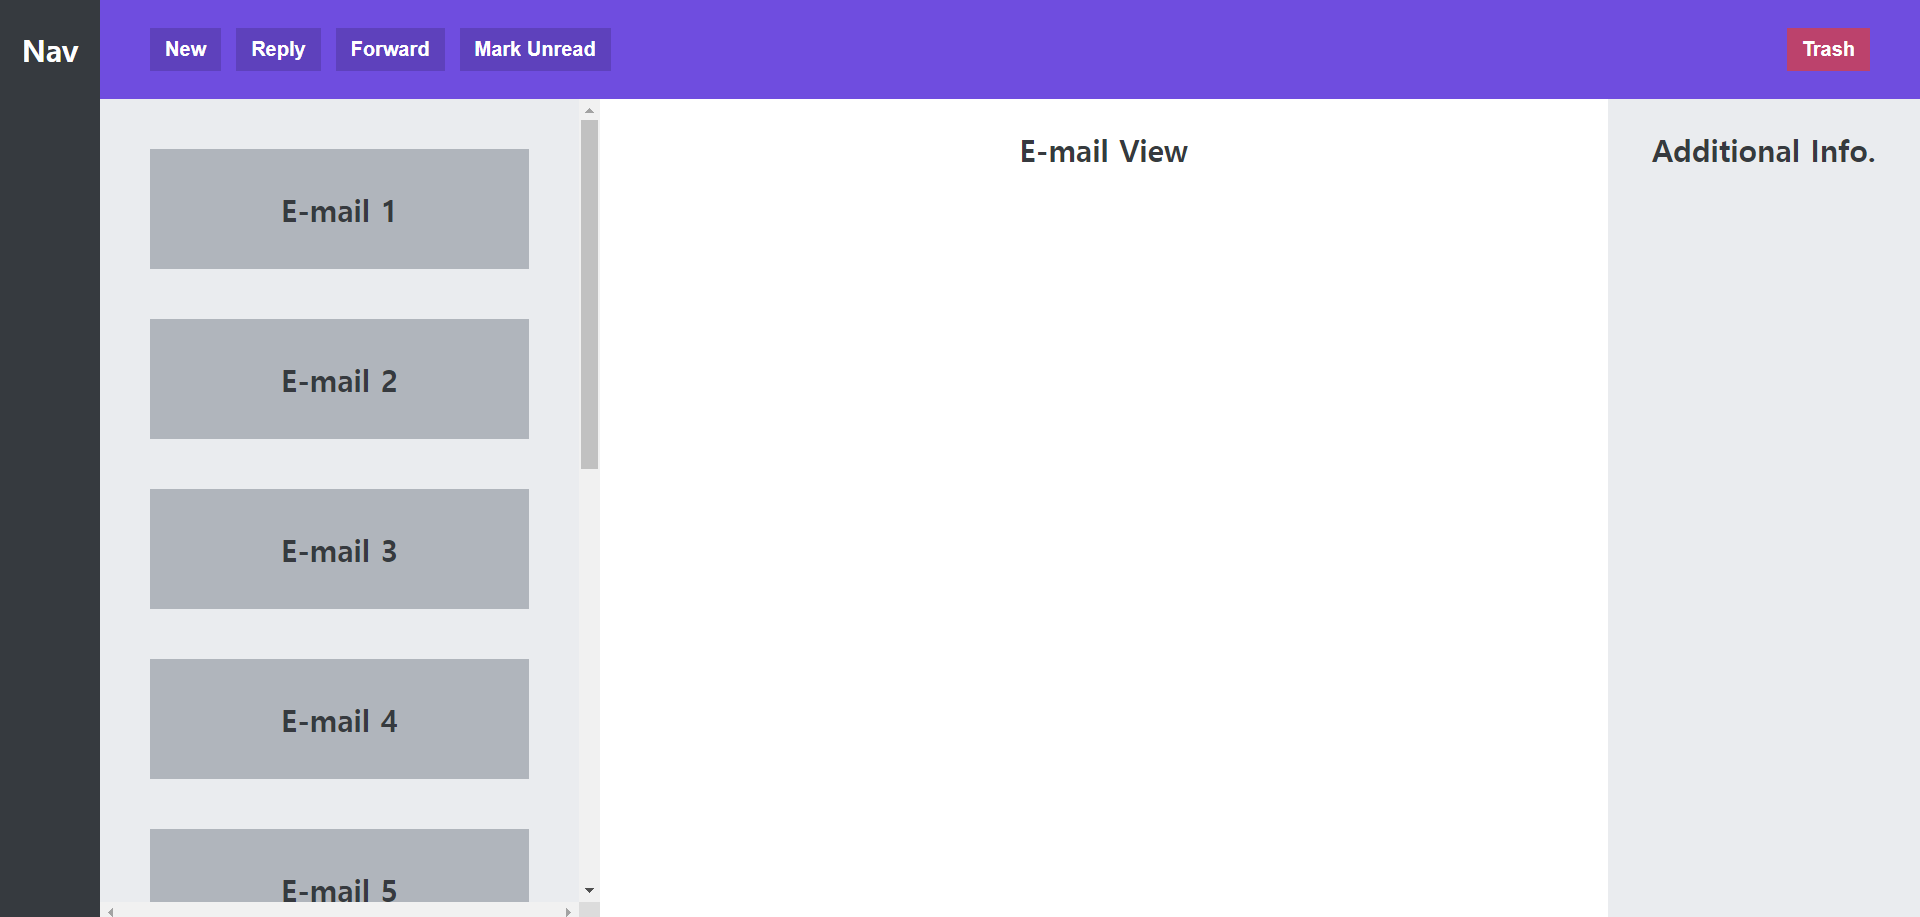 Nav
New
Reply
Forward
Mark Unread
Trash
E-mail 1
E-mail 2
E-mail 3
E-mail 4
E-mail 5
E-mail View
Additional Info.